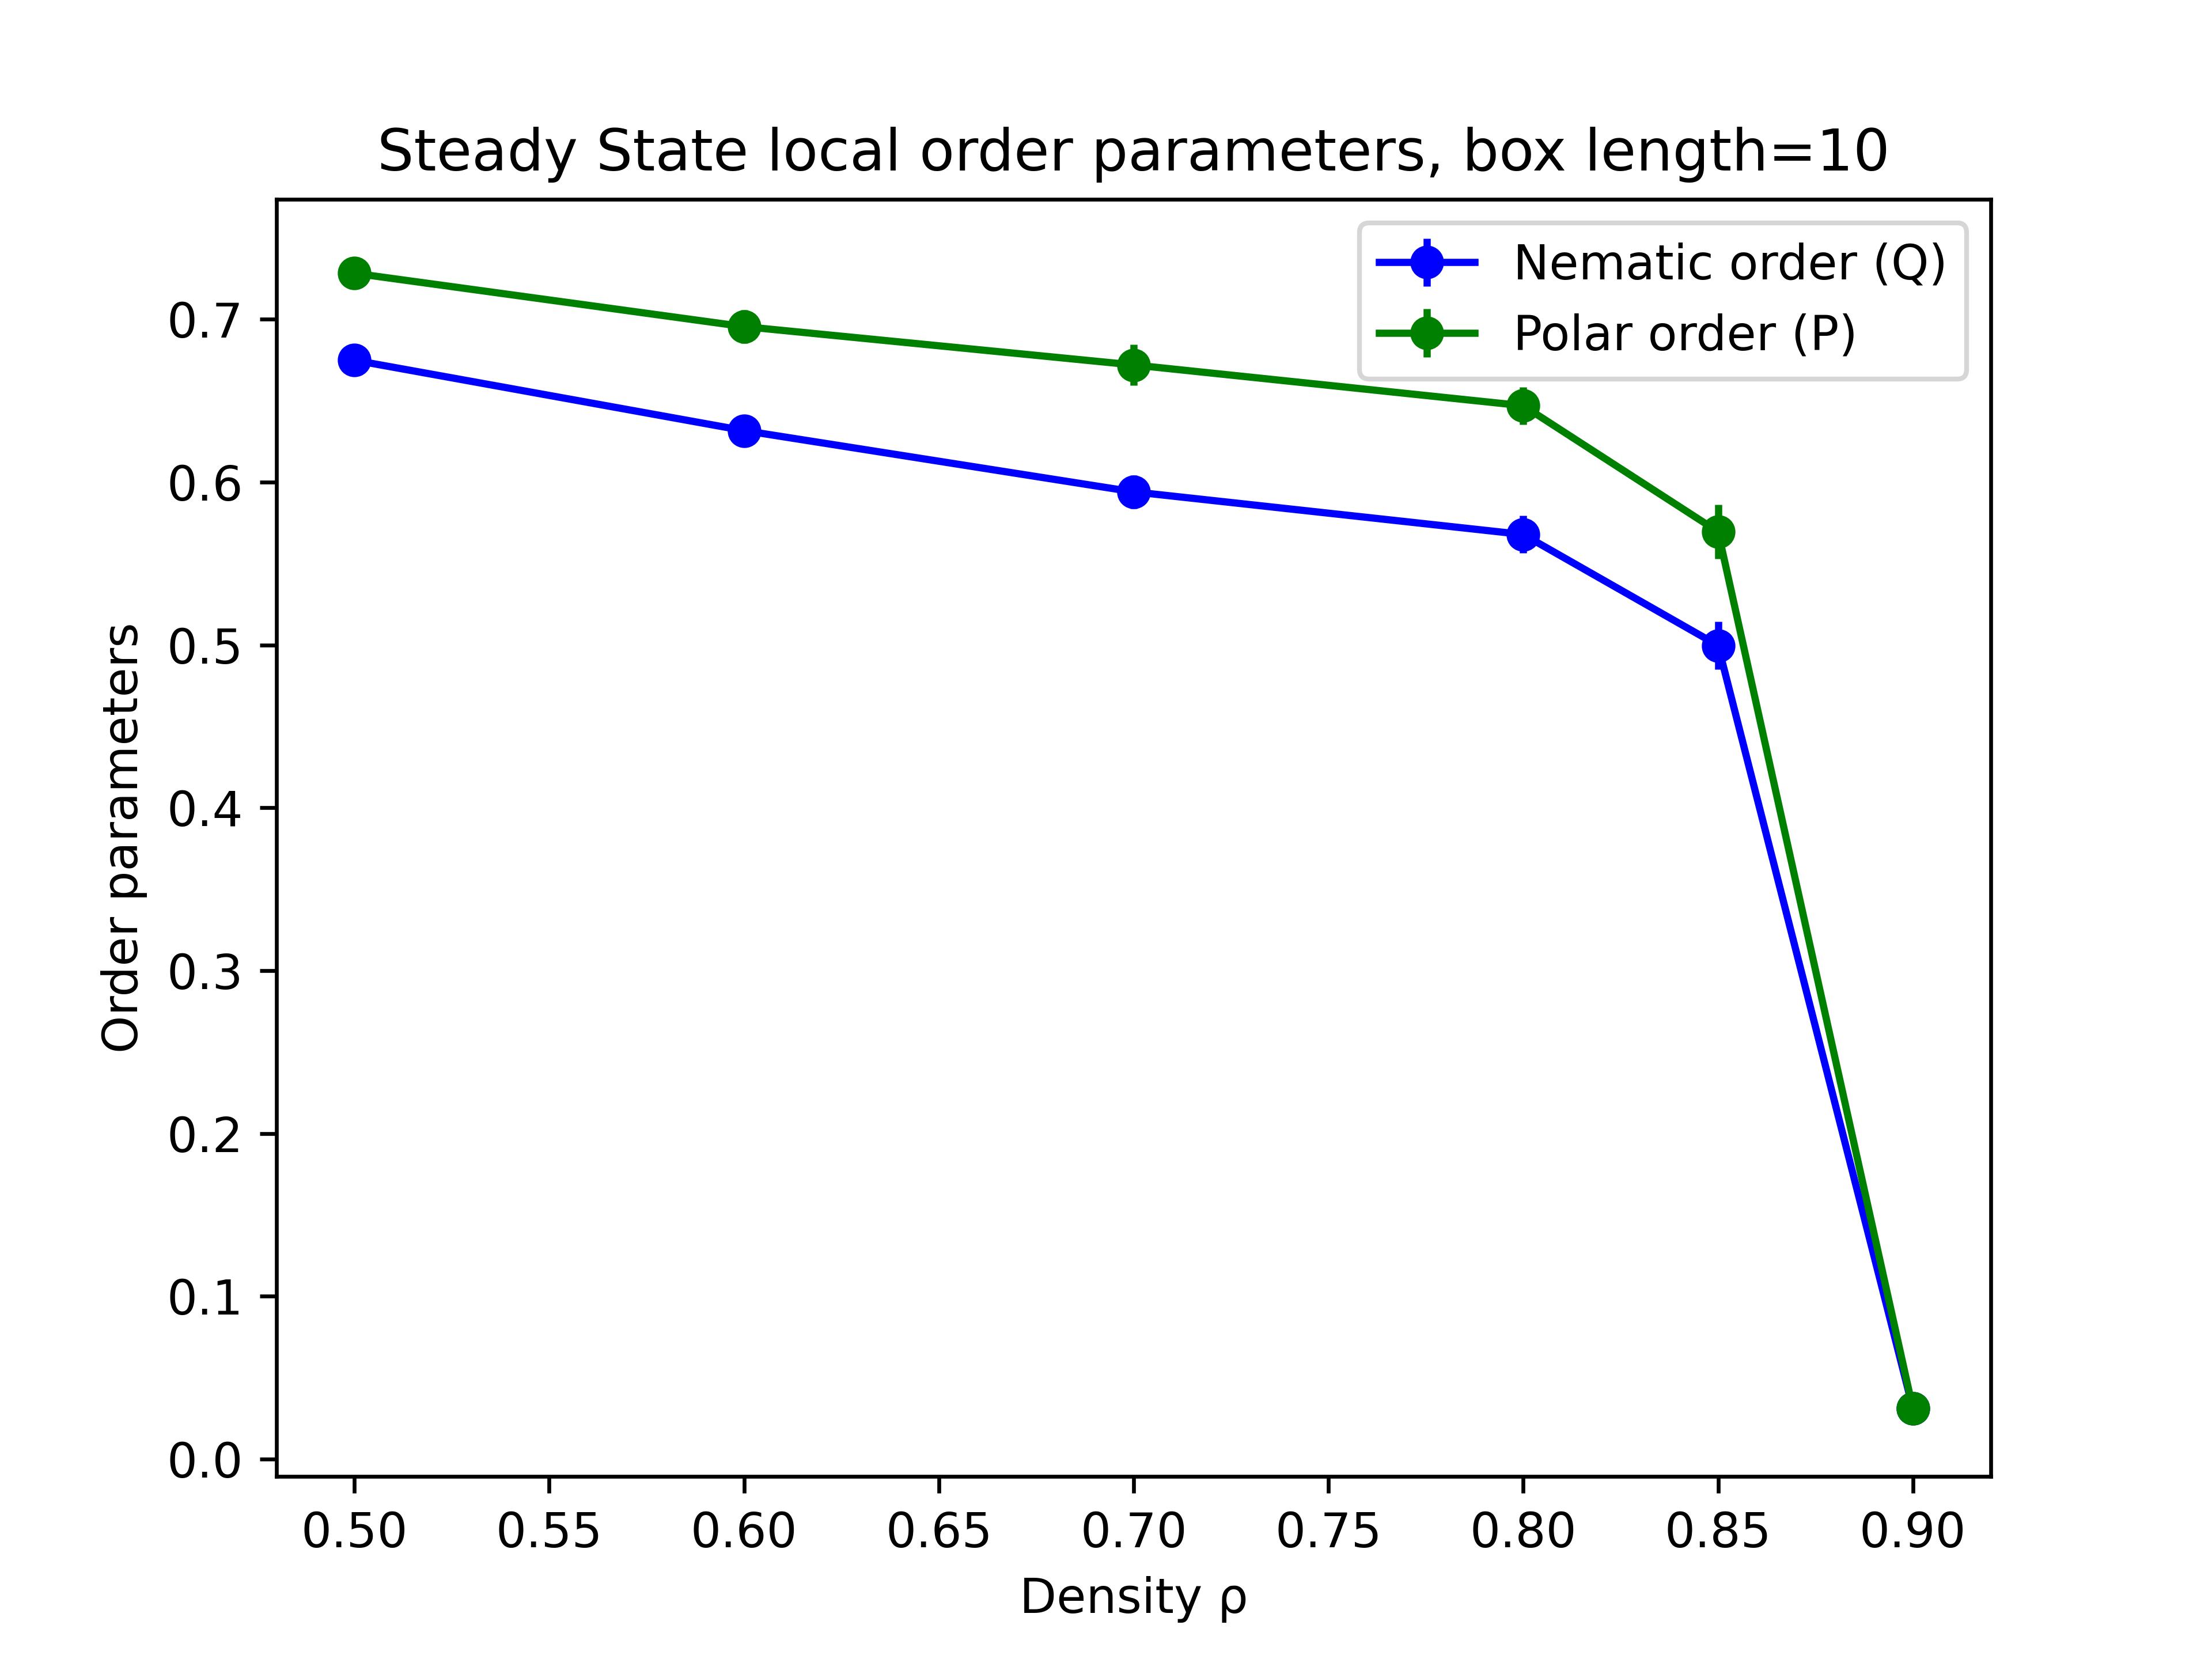 Steady State local order parameters, box length=10
Nematic order (Q)
Polar order (P)
Order parameters
0.7
0.6
0.5
0.4
0.3
0.2
0.1
0.0
0.50 0.55 0.60 0.65 0.70 0.75 0.80 0.85 0.90
Density ρ